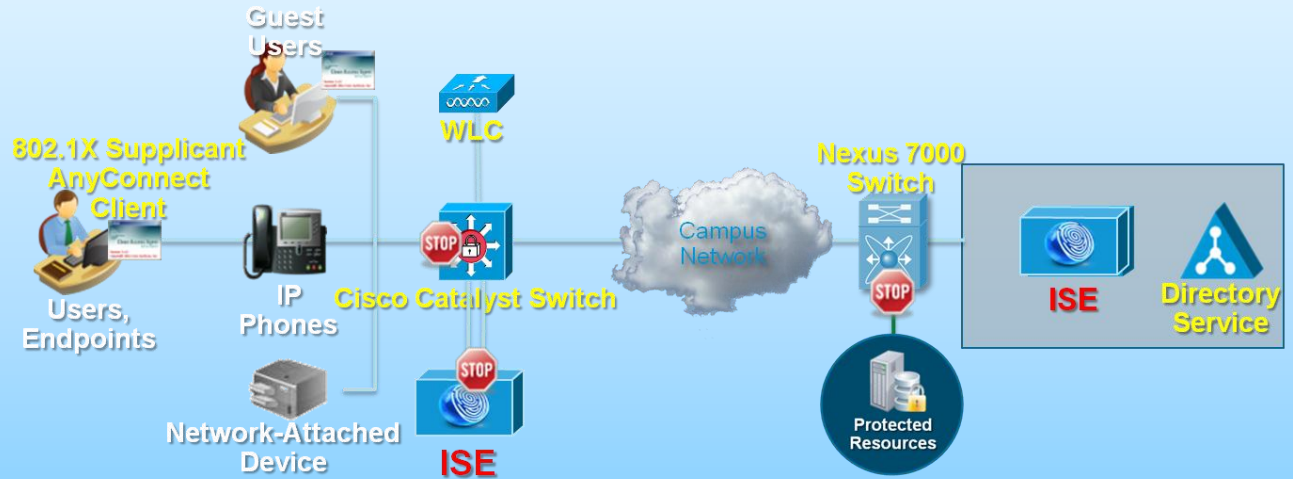 Guest
Users
802.1X Supplicant
AnyConnect
Client
Users,
Endpoints
IP
Phones
Network-Attached
Device
WLC
STOP
Cisco Catalyst Switch
STOP
ISE
Campus
Network
Nexus 7000
Switch
STOP
Protected
Resources
ISE
Directory
Service